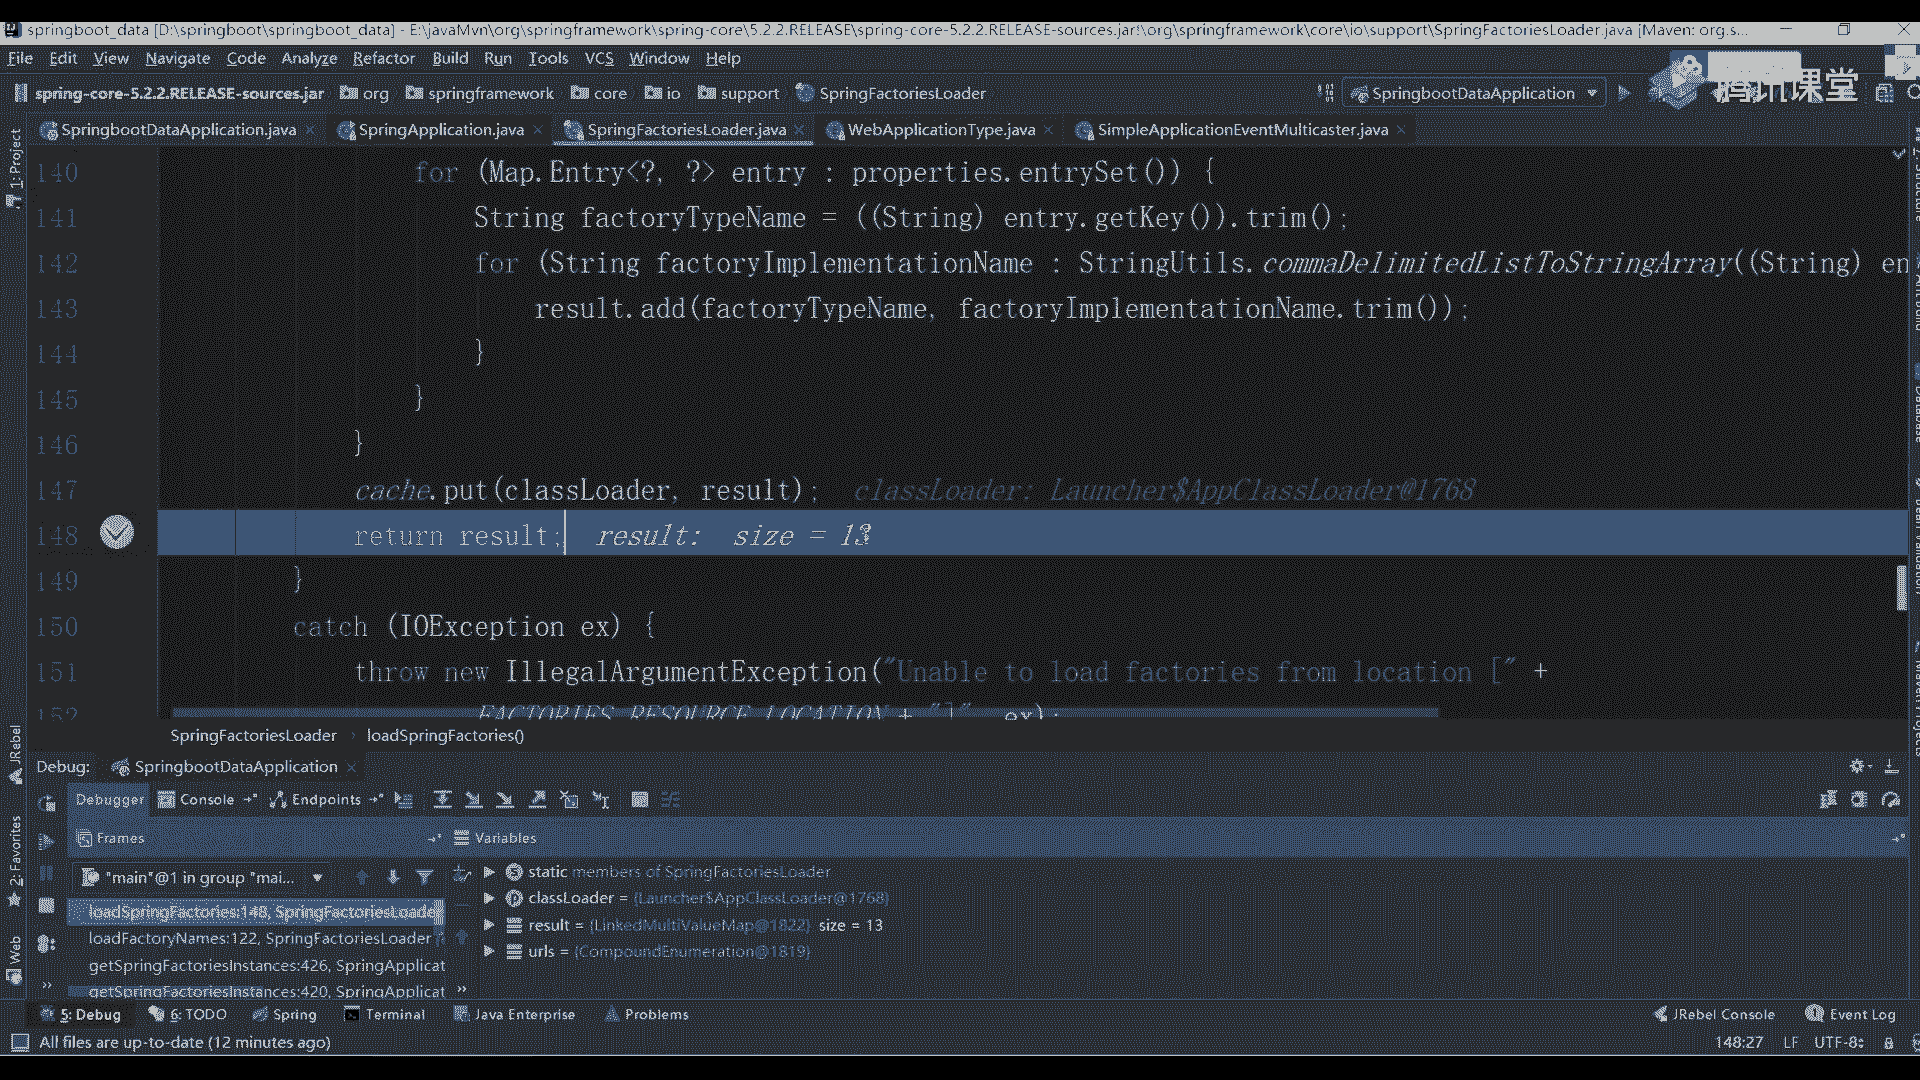 springboot_data [D:\springboot\springboot_data] - E:\javaMvn\org\springframework\spring-core\5.2.2.RELEASE\spring-core-5.2.2.RELEASE-sources.jar!\org\springframework\core\io\support\SpringFactoriesLoader.java [Maven: org.s...
File Edit View Navigate Code Analyze Refactor Build Run Tools VCS Window Help
spring-core-5.2.2.RELEASE-sources.jar org springframework core io support SpringFactoriesLoader SpringbootDataApplication
腾讯课堂
SpringbootDataApplication.java SpringApplication.java SpringFactoriesLoader.java WebApplicationType.java SimpleApplicationEventMulticaster.java
1: Project
140 for (Map.Entry<?, ?> entry : properties.entrySet()) {
141 String factoryTypeName = ((String) entry.getKey()).trim();
142 for (String factoryImplementationName : StringUtils.commaDelimitedListToStringArray((String) en
143 result.add(factoryTypeName, factoryImplementationName.trim());
144 }
145 }
146 }
147 cache.put(classLoader, result); classLoader: Launcher$AppClassLoader@1768
148 return result; result: size = 13
149 }
150 catch (IOException ex) {
151 throw new IllegalArgumentException("Unable to load factories from location [" +
152 FACTORIES_RESOURCE_LOCATION + "]", ex);
SpringFactoriesLoader loadSpringFactories()
JRebel
Debug: SpringbootDataApplication
Debugger Console Endpoints
Frames Variables
2: Favorites
"main"@1 in group "mai... static members of SpringFactoriesLoader
classLoader = {Launcher$AppClassLoader@1768}
loadSpringFactories:148, SpringFactoriesLoade
result = {LinkedMultiValueMap@1822} size = 13
loadFactoryNames:122, SpringFactoriesLoader
urls = {CompoundEnumeration@1819}
getSpringFactoriesInstances:426, SpringApplicat
getSpringFactoriesInstances:420, SpringApplicat
Web
5: Debug 6: TODO Spring Terminal Java Enterprise Problems JRebel Console Event Log
All files are up-to-date (12 minutes ago) 148:27 LF UTF-8